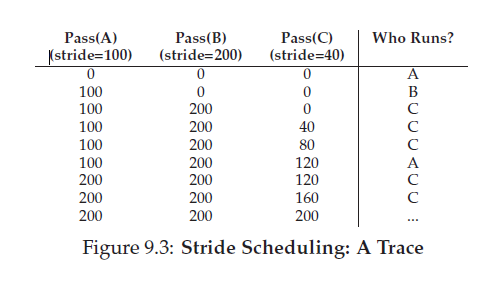 Pass(A) Pass(B) Pass(C) Who Runs?
(stride=100) (stride=200) (stride=40)
0 0 0 A
100 0 0 B
100 200 0 C
100 200 40 C
100 200 80 C
100 200 120 A
200 200 120 C
200 200 160 C
200 200 200 ...
Figure 9.3: Stride Scheduling: A Trace